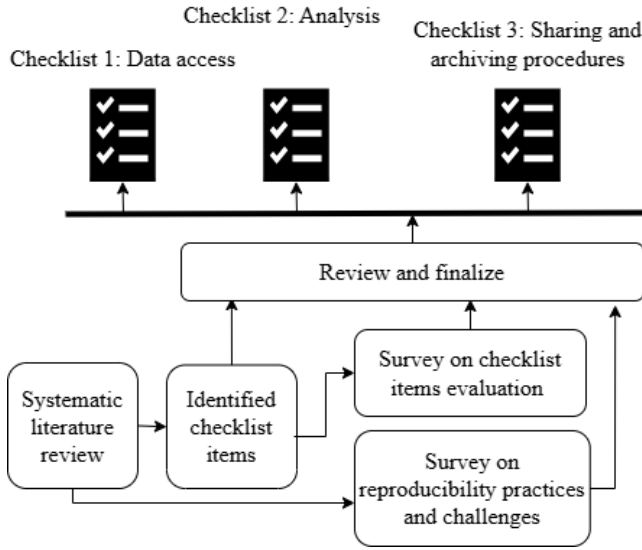 Checklist 2: Analysis
Checklist 3: Sharing and
archiving procedures
Checklist 1: Data access
Review and finalize
Survey on checklist
items evaluation
Systematic
literature
review
Identified
checklist
items
Survey on
reproducibility practices
and challenges